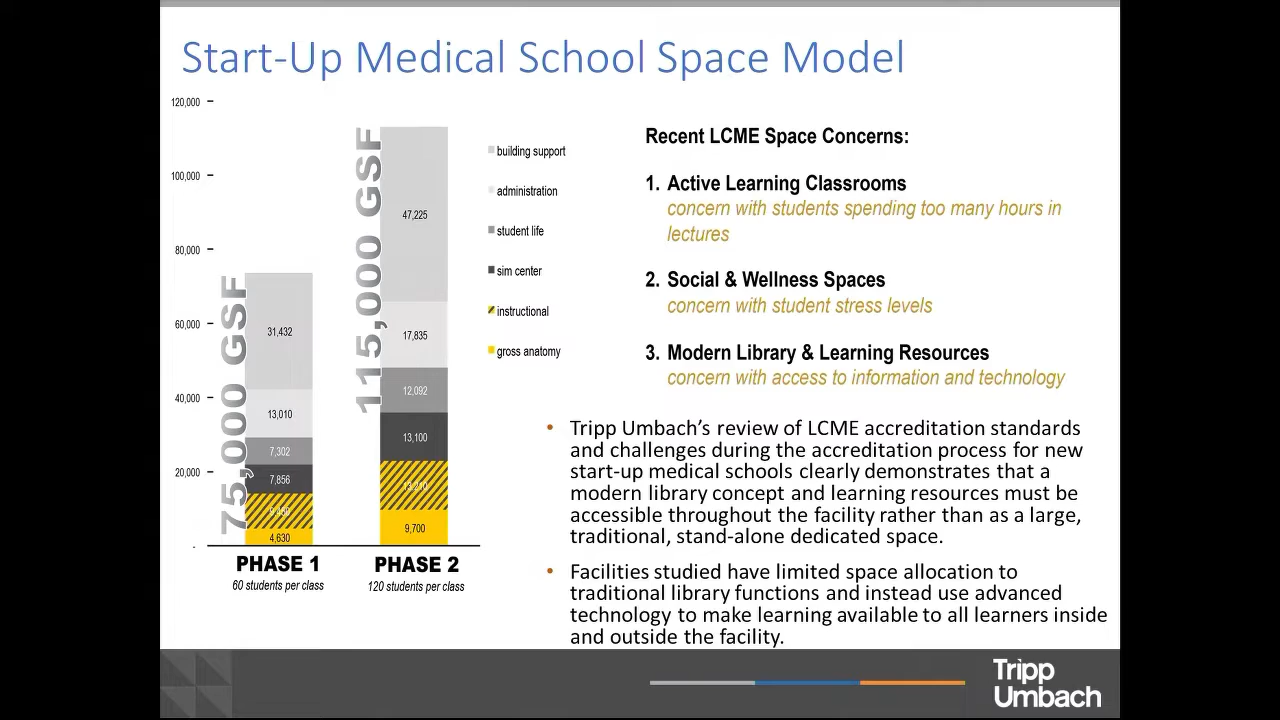 Start-Up Medical School Space Model
120,000
100,000
80,000
60,000
40,000
20,000
-
75,000 GSF
31,432
13,010
7,302
7,856
4,630
115,000 GSF
47,225
17,835
12,092
13,100
13,210
9,700
PHASE 1
60 students per class
PHASE 2
120 students per class
building support
administration
student life
sim center
instructional
gross anatomy
Recent LCME Space Concerns:
1. Active Learning Classrooms
concern with students spending too many hours in
lectures
2. Social & Wellness Spaces
concern with student stress levels
3. Modern Library & Learning Resources
concern with access to information and technology
• Tripp Umbach’s review of LCME accreditation standards
and challenges during the accreditation process for new
start-up medical schools clearly demonstrates that a
modern library concept and learning resources must be
accessible throughout the facility rather than as a large,
traditional, stand-alone dedicated space.
• Facilities studied have limited space allocation to
traditional library functions and instead use advanced
technology to make learning available to all learners inside
and outside the facility.
Tripp
Umbach